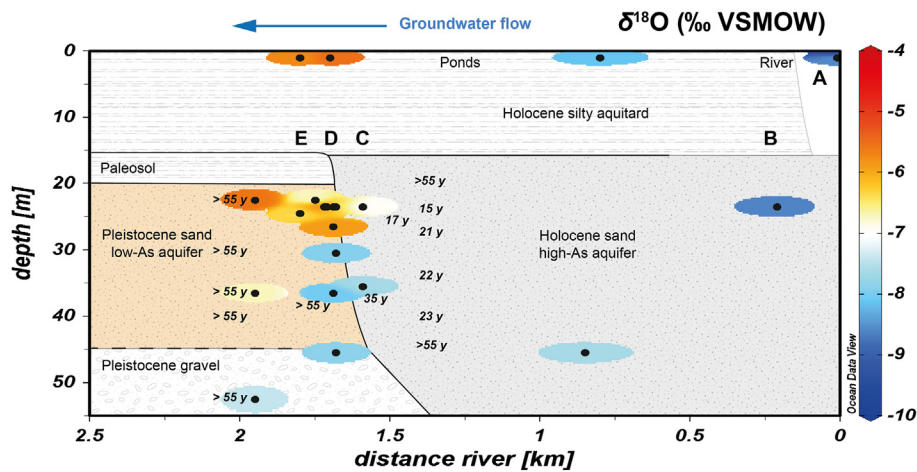 Groundwater flow
δ¹⁸O (‰ VSMOW)
0
10
20
30
40
50
depth [m]
Ponds
River
A
Holocene silty aquitard
E
D
C
B
Paleosol
>55 y
> 55 y
15 y
17 y
21 y
Pleistocene sand
low-As aquifer
Holocene sand
high-As aquifer
> 55 y
22 y
> 55 y
35 y
> 55 y
> 55 y
23 y
>55 y
Pleistocene gravel
> 55 y
Ocean Data View
2.5
2
1.5
1
0.5
0
distance river [km]
-4
-5
-6
-7
-8
-9
-10